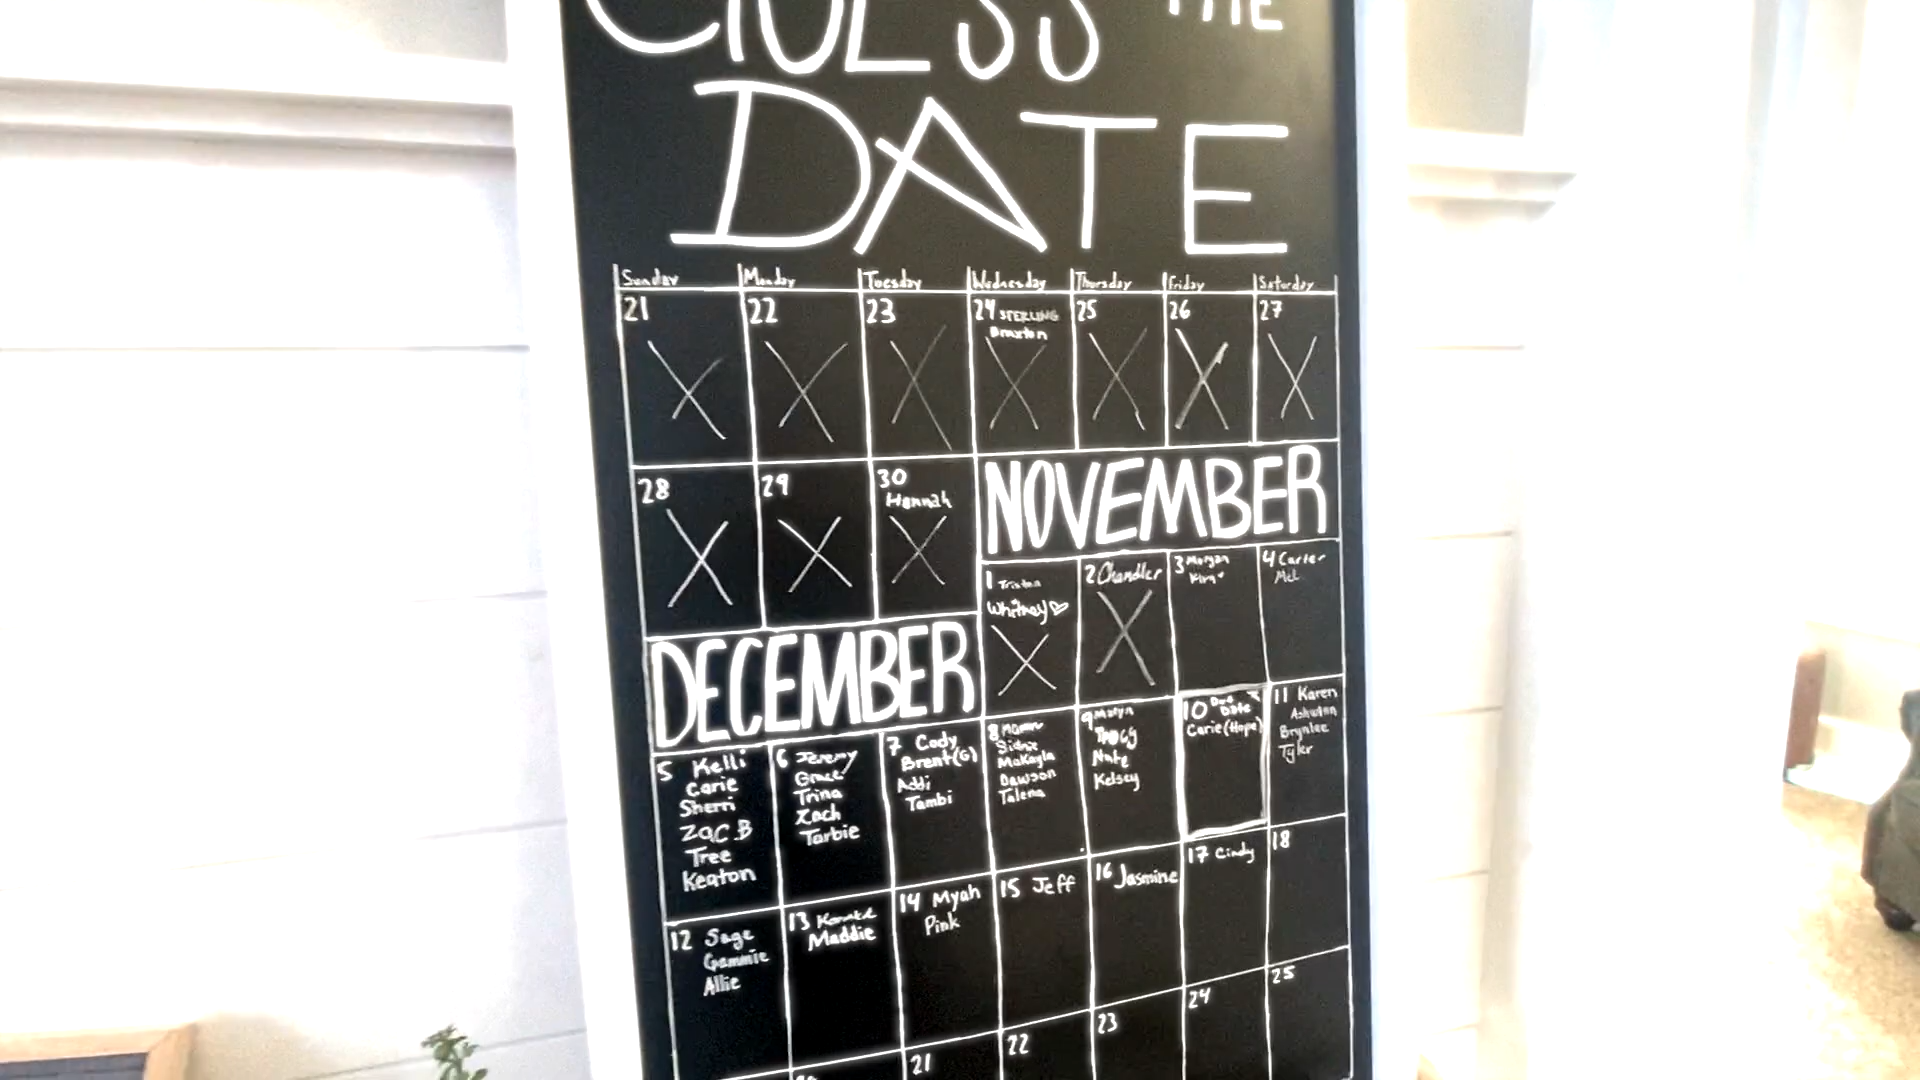 GUESS THE
DATE
Sunday Monday Tuesday Wednesday Thursday Friday Saturday
21 22 23 24 STERLING 25 26 27
Braxton
28 29 30
Hannah
NOVEMBER
1 Tristan
Whitney♡
2 Chandler
3 Morgan
4 Carter
Mel
DECEMBER
5 Kelli
Carie
Sherri
Zac.B
Tree
Keaton
6 Jeremy
Grace
Trina
Zach
Tarbie
7 Cody
Brent(G)
Addi
Tambi
8
Sidnie
Makayla
Dawson
Talena
9
Tracy
Nate
Kelsey
10 Due Date
Carie(Hope)
11 Karen
Ashton
Brynlee
Tyler
12 Sage
Gammie
Allie
13
Maddie
14 Myah
Pink
15 Jeff
16 Jasmine
17 Cindy
18
21 22 23 24 25